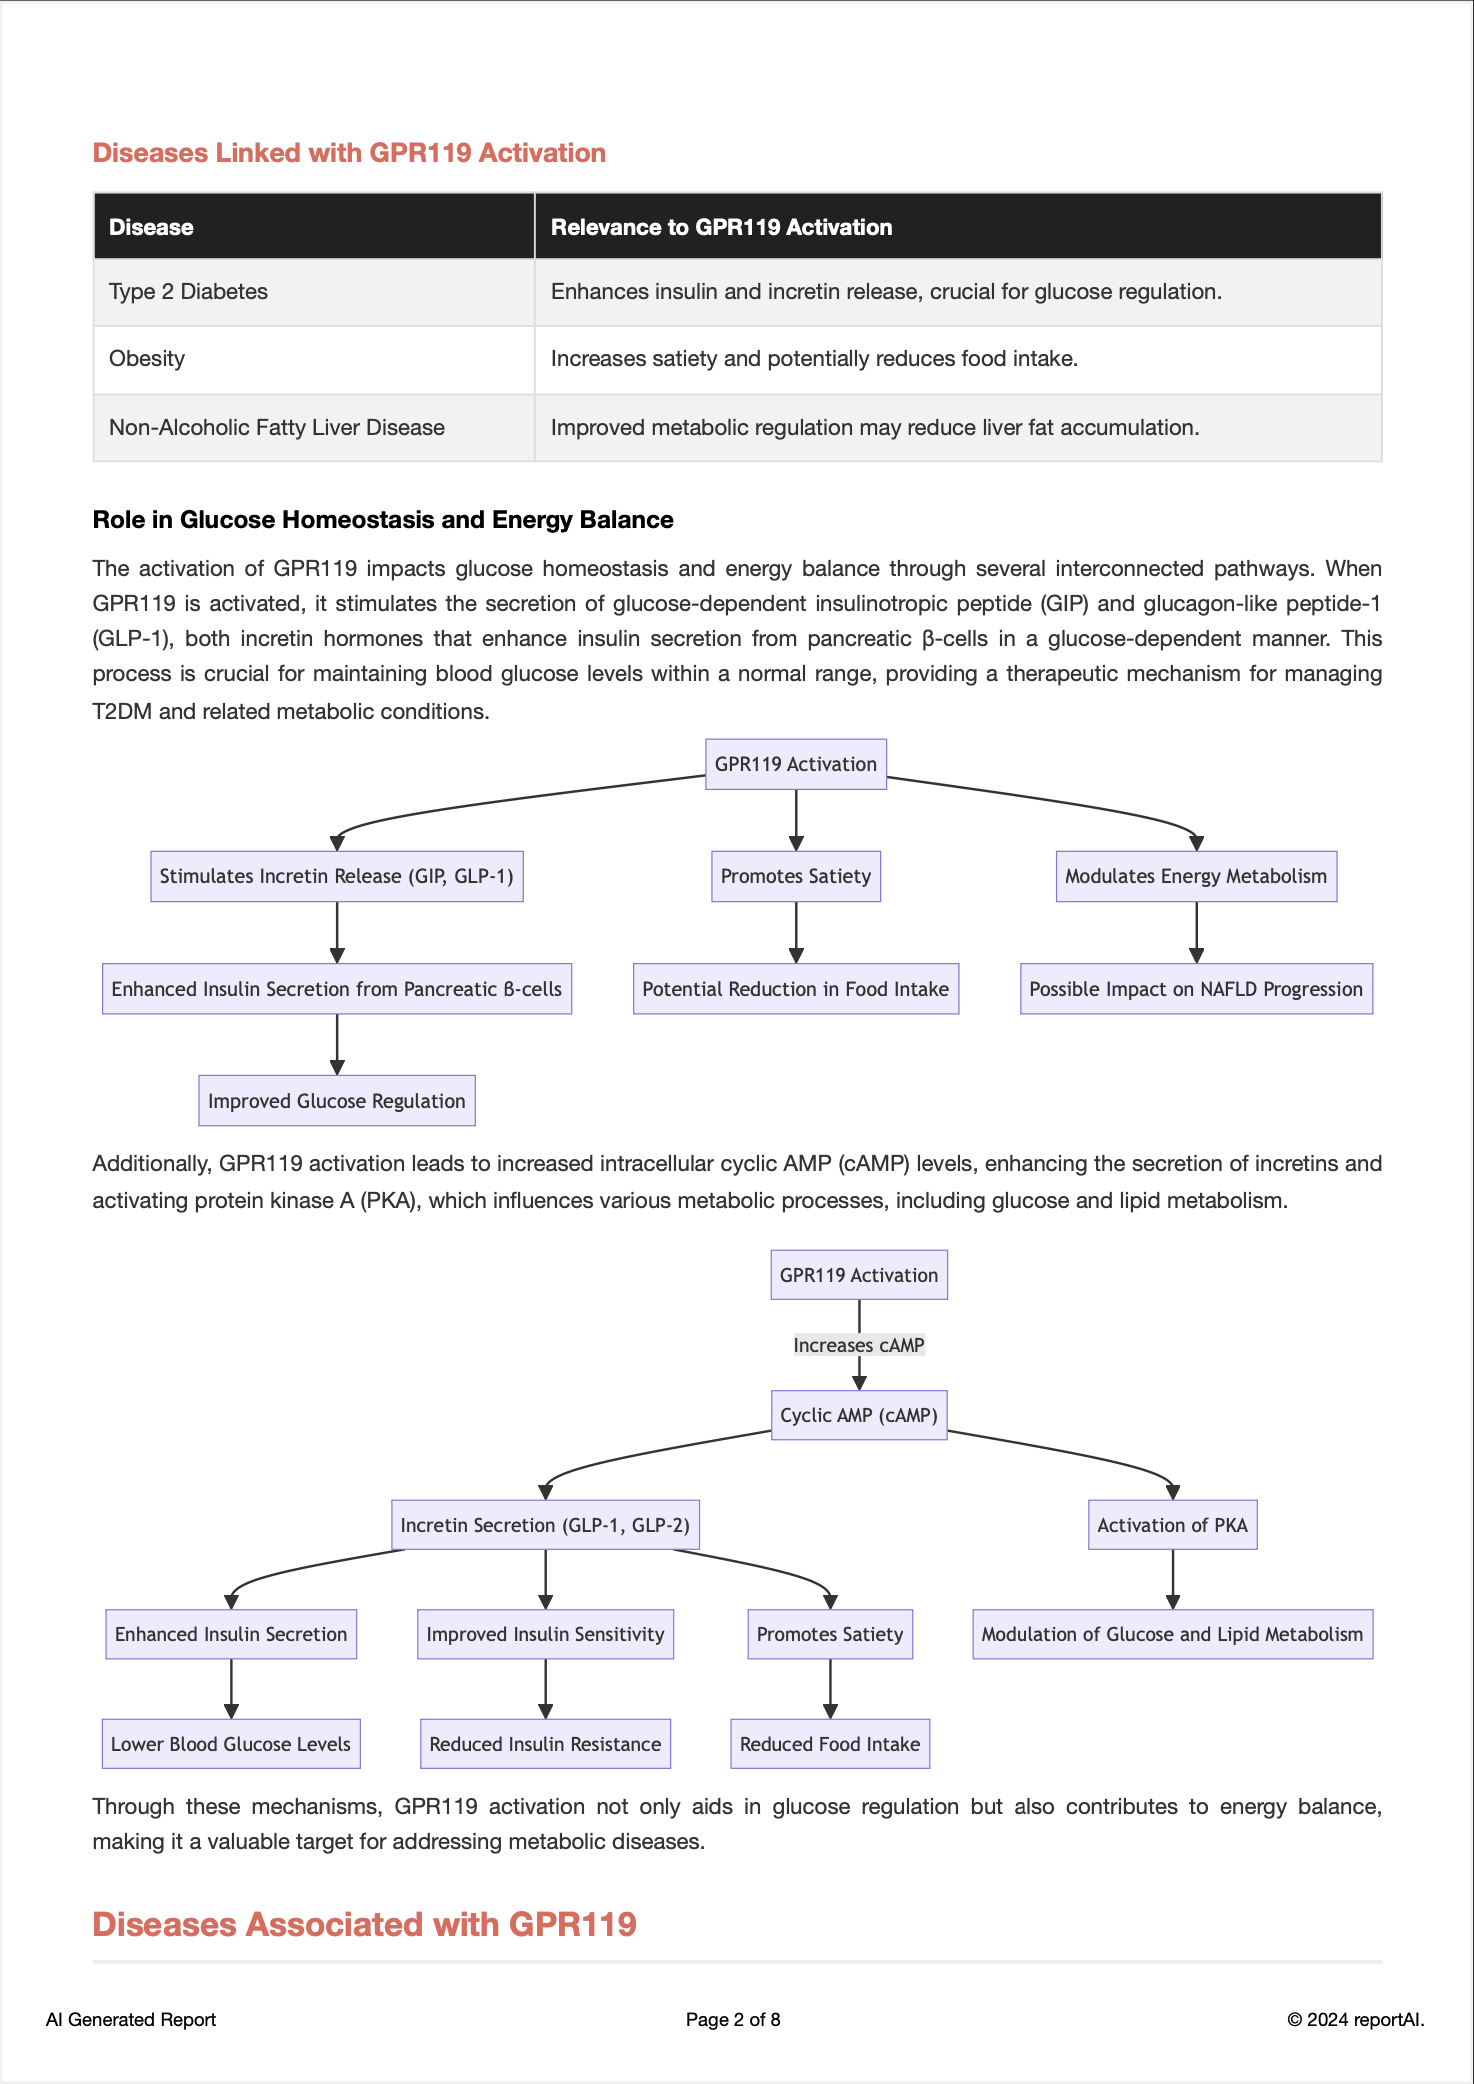 Diseases Linked with GPR119 Activation
Disease Relevance to GPR119 Activation
Type 2 Diabetes Enhances insulin and incretin release, crucial for glucose regulation.
Obesity Increases satiety and potentially reduces food intake.
Non-Alcoholic Fatty Liver Disease Improved metabolic regulation may reduce liver fat accumulation.
Role in Glucose Homeostasis and Energy Balance
The activation of GPR119 impacts glucose homeostasis and energy balance through several interconnected pathways. When
GPR119 is activated, it stimulates the secretion of glucose-dependent insulinotropic peptide (GIP) and glucagon-like peptide-1
(GLP-1), both incretin hormones that enhance insulin secretion from pancreatic β-cells in a glucose-dependent manner. This
process is crucial for maintaining blood glucose levels within a normal range, providing a therapeutic mechanism for managing
T2DM and related metabolic conditions.
GPR119 Activation
Stimulates Incretin Release (GIP, GLP-1) Promotes Satiety Modulates Energy Metabolism
Enhanced Insulin Secretion from Pancreatic β-cells Potential Reduction in Food Intake Possible Impact on NAFLD Progression
Improved Glucose Regulation
Additionally, GPR119 activation leads to increased intracellular cyclic AMP (cAMP) levels, enhancing the secretion of incretins and
activating protein kinase A (PKA), which influences various metabolic processes, including glucose and lipid metabolism.
GPR119 Activation
Increases cAMP
Cyclic AMP (cAMP)
Incretin Secretion (GLP-1, GLP-2) Activation of PKA
Enhanced Insulin Secretion Improved Insulin Sensitivity Promotes Satiety Modulation of Glucose and Lipid Metabolism
Lower Blood Glucose Levels Reduced Insulin Resistance Reduced Food Intake
Through these mechanisms, GPR119 activation not only aids in glucose regulation but also contributes to energy balance,
making it a valuable target for addressing metabolic diseases.
Diseases Associated with GPR119
AI Generated Report Page 2 of 8 © 2024 reportAI.